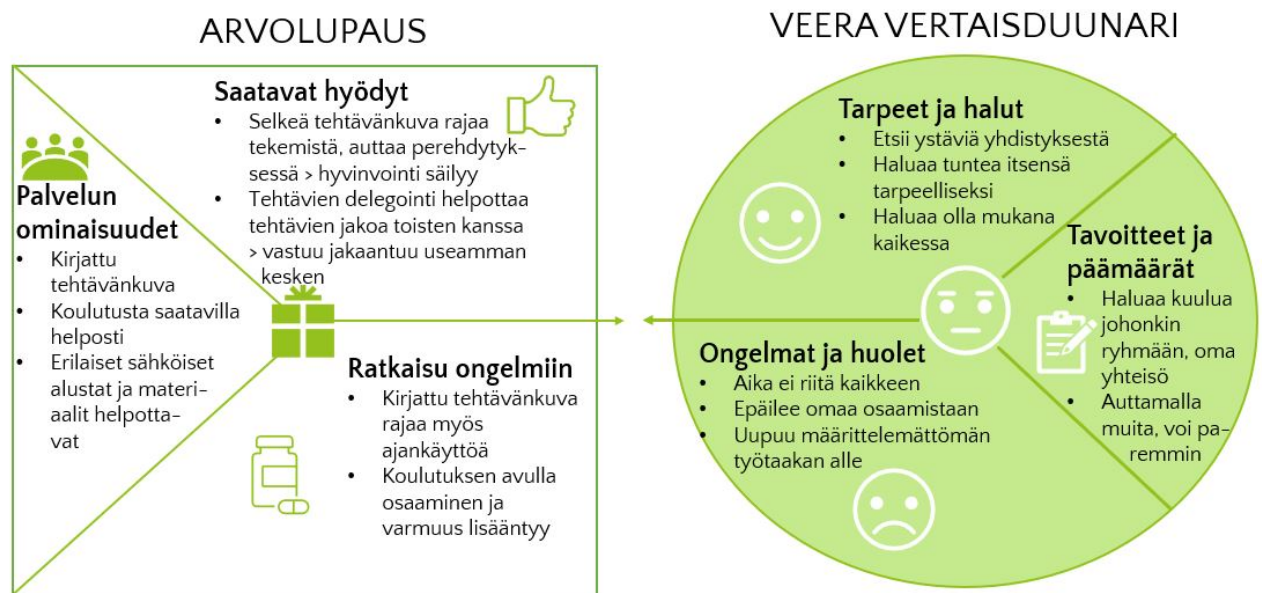 ARVOLUPAUS
Saatavat hyödyt
• Selkeä tehtävänkuva rajaa
tekemistä, auttaa perehdytyk-
sessä > hyvinvointi säilyy
• Tehtävien delegointi helpottaa
tehtävien jakoa toisten kanssa
> vastuu jakaantuu useamman
kesken
Palvelun
ominaisuudet
• Kirjattu
tehtävänkuva
• Koulutusta saatavilla
helposti
• Erilaiset sähköiset
alustat ja materi-
aalit helpotta-
vat
Ratkaisu ongelmiin
• Kirjattu tehtävänkuva
rajaa myös
ajankäyttöä
• Koulutuksen avulla
osaaminen ja
varmuus lisääntyy
VEERA VERTAISDUUNARI
Tarpeet ja halut
• Etsii ystäviä yhdistyksestä
• Haluaa tuntea itsensä
tarpeelliseksi
• Haluaa olla mukana
kaikessa
Tavoitteet ja
päämäärät
• Haluaa kuulua
johonkin
ryhmään, oma
yhteisö
• Auttamalla
muita, voi pa-
remmin
Ongelmat ja huolet
• Aika ei riitä kaikkeen
• Epäilee omaa osaamistaan
• Uupuu määrittelemättömän
työtaakan alle